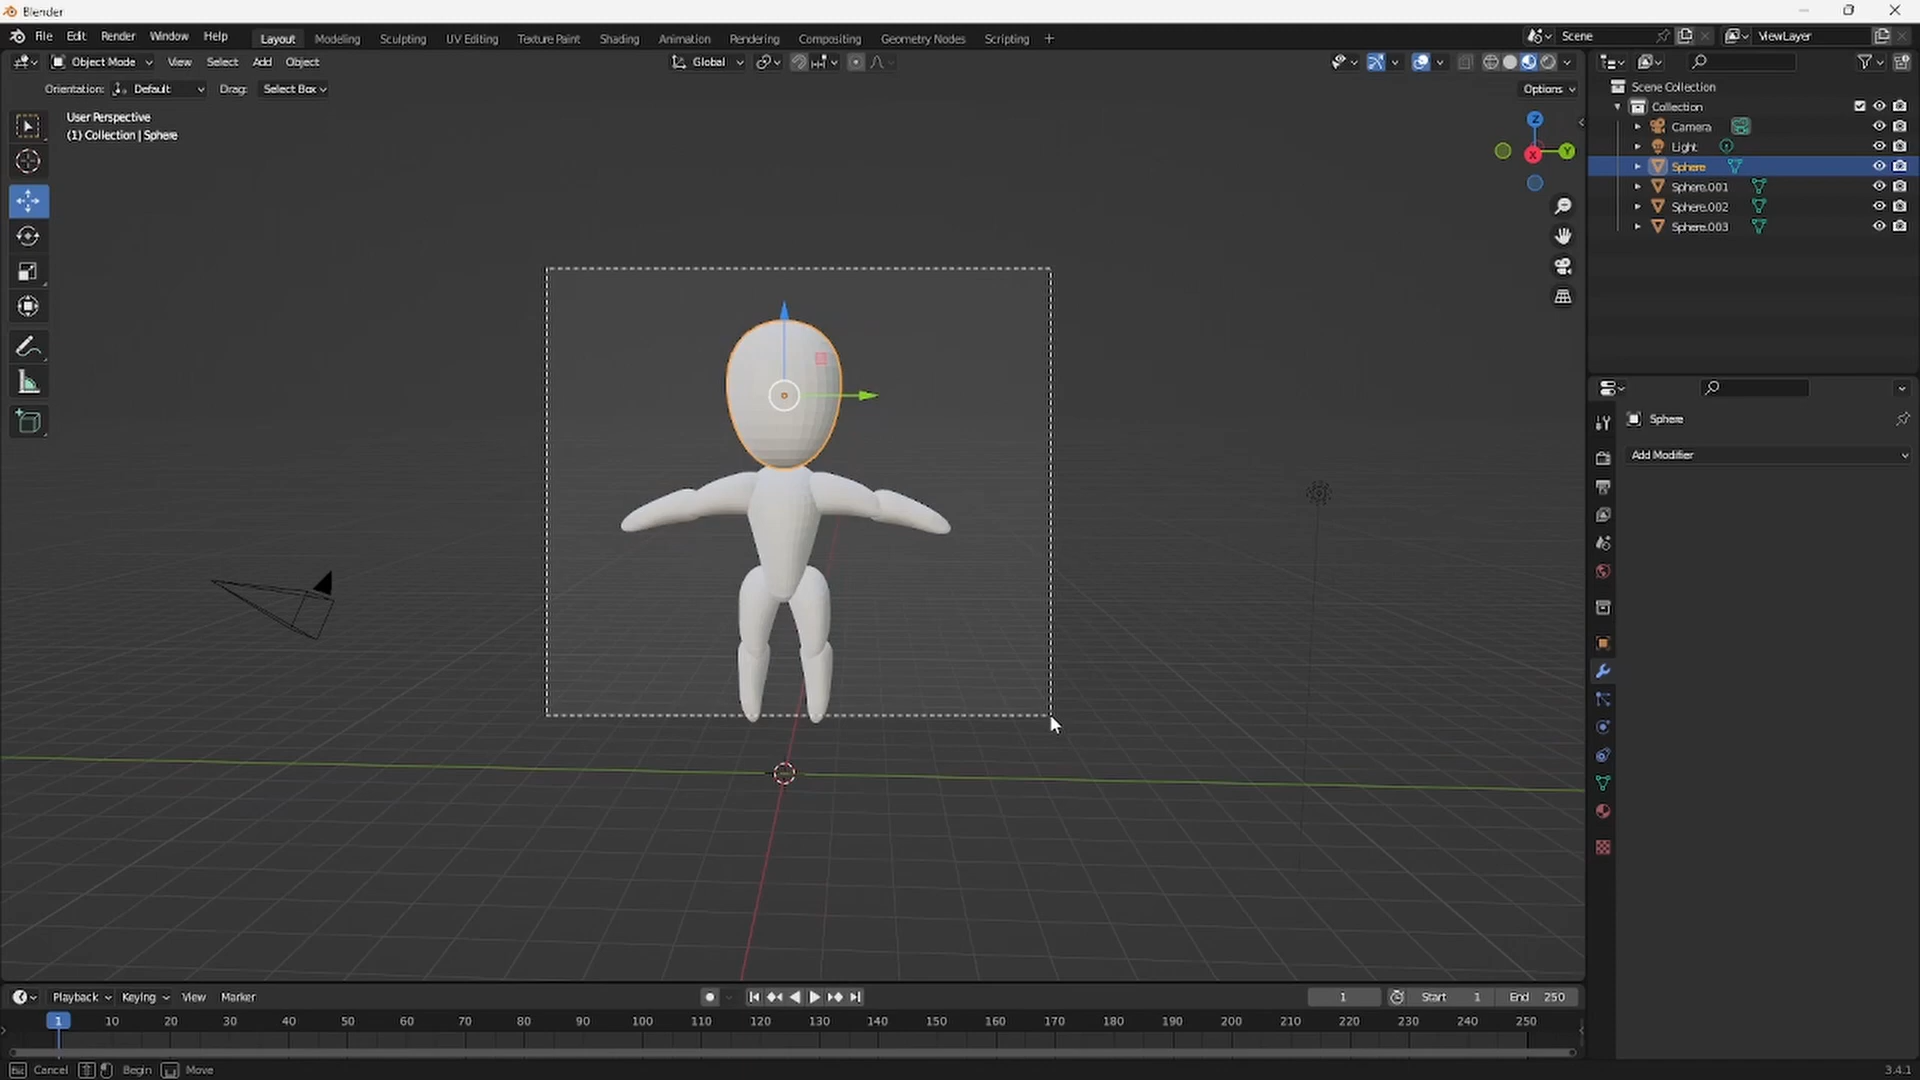 Blender
File Edit Render Window Help Layout Modeling Sculpting UV Editing Texture Paint Shading Animation Rendering Compositing Geometry Nodes Scripting + Scene ViewLayer
Object Mode View Select Add Object Global
Orientation: Default Drag: Select Box Options
User Perspective
(1) Collection | Sphere
Z
Y
X
Scene Collection
Collection
Camera
Light
Sphere
Sphere.001
Sphere.002
Sphere.003
Sphere
Add Modifier
Playback Keying View Marker 1 Start 1 End 250
1 10 20 30 40 50 60 70 80 90 100 110 120 130 140 150 160 170 180 190 200 210 220 230 240 250
Esc Cancel Begin Move 3.4.1